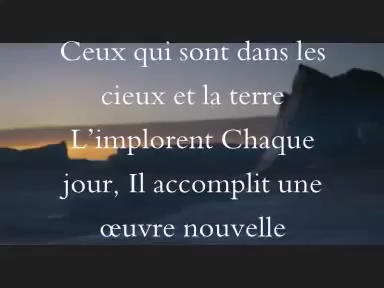 Ceux qui sont dans les
cieux et la terre
L’implorent Chaque
jour, Il accomplit une
œuvre nouvelle